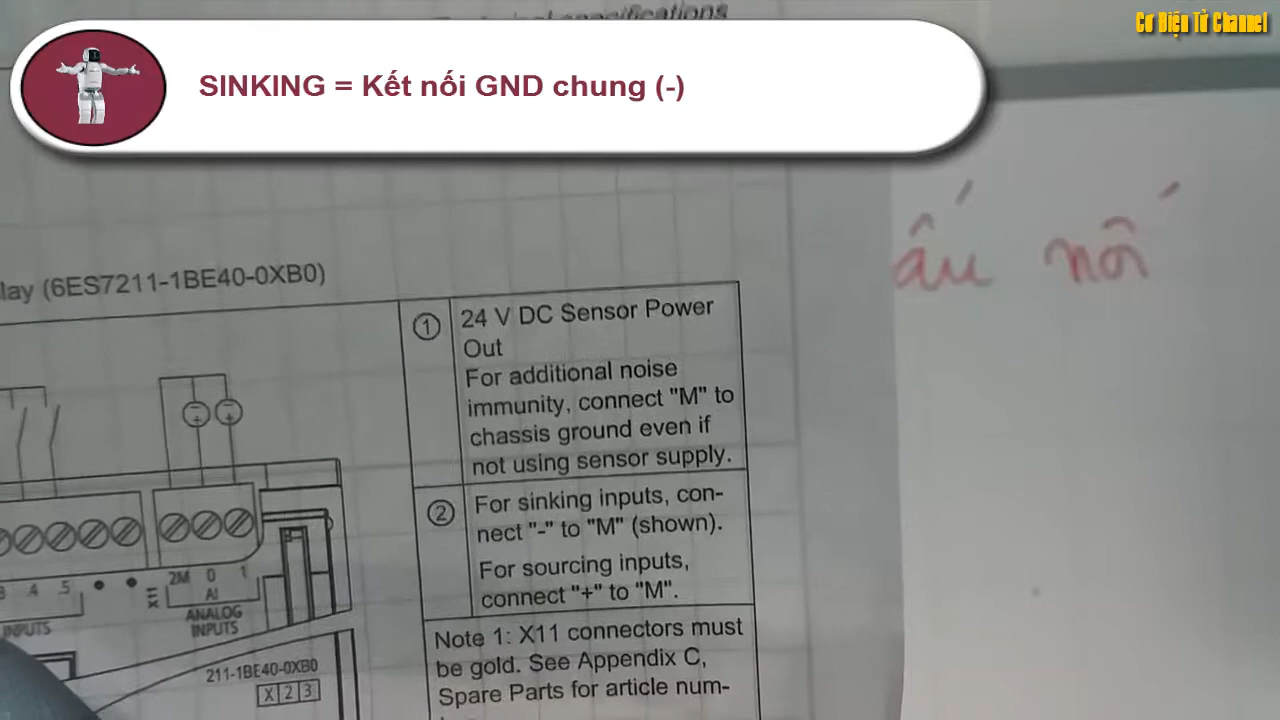 Technical specifications
Cơ Điện Tử Channel
SINKING = Kết nối GND chung (-)
ấu nối
lay (6ES7211-1BE40-0XB0)
① 24 V DC Sensor Power
Out
For additional noise
immunity, connect "M" to
chassis ground even if
not using sensor supply.
② For sinking inputs, con-
nect "-" to "M" (shown).
For sourcing inputs,
connect "+" to "M".
Note 1: X11 connectors must
be gold. See Appendix C,
Spare Parts for article num-
3 .4 .5
X11
2M 0 1
AI
INPUTS
ANALOG
INPUTS
211-1BE40-0XB0
X 2 3